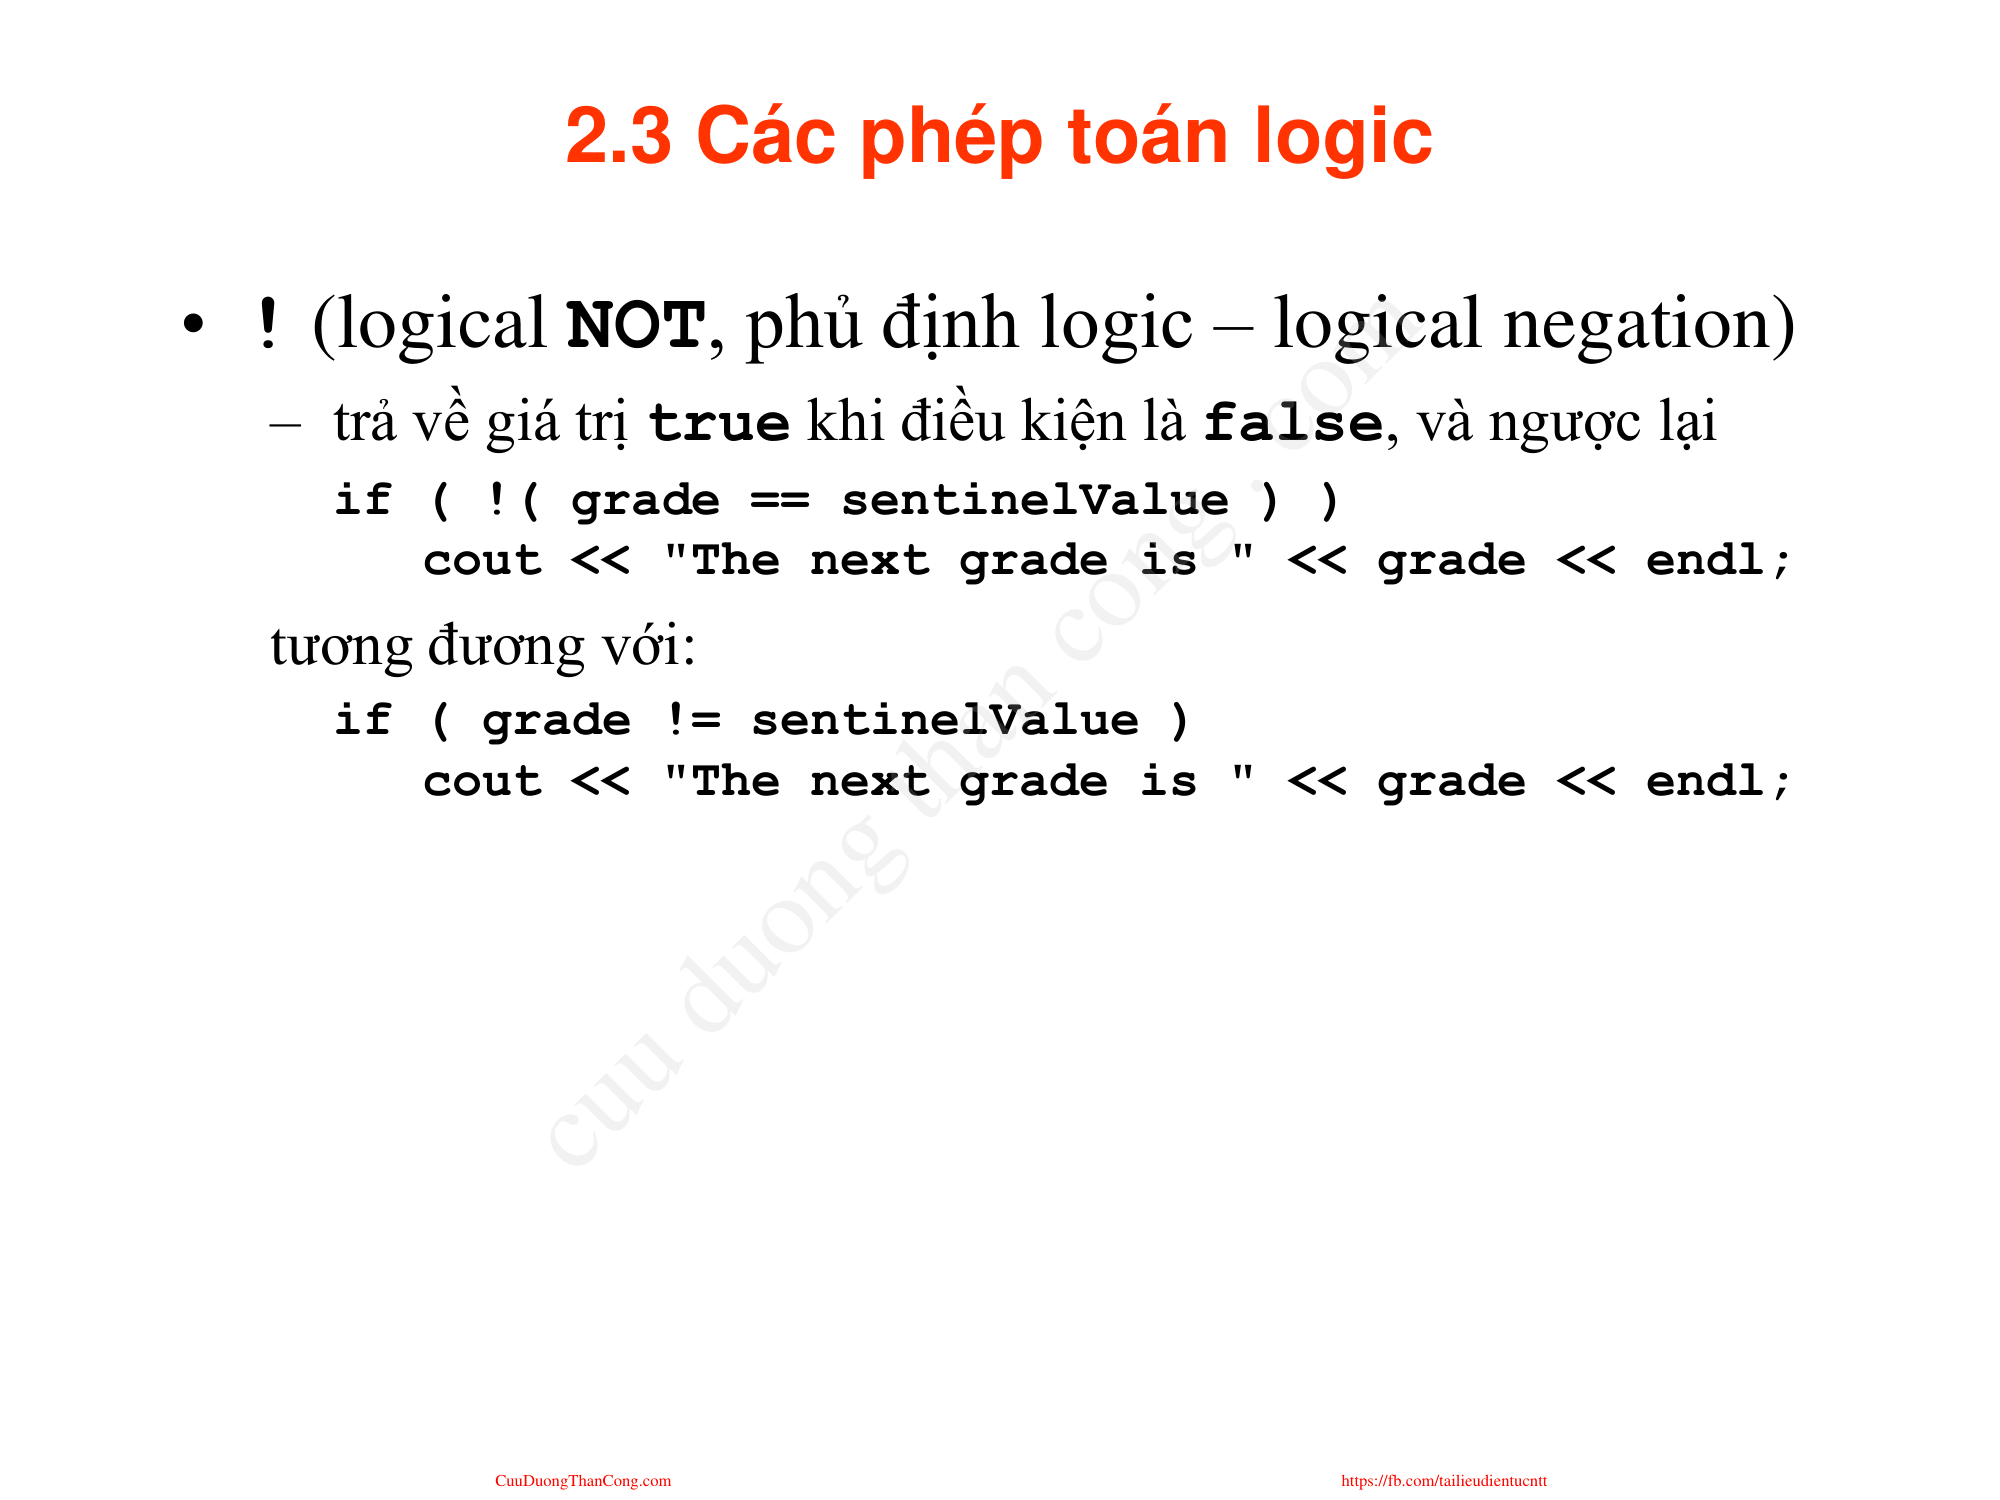 2.3 Các phép toán logic
• ! (logical NOT, phủ định logic – logical negation)
– trả về giá trị true khi điều kiện là false, và ngược lại
if ( !( grade == sentinelValue ) )
cout << "The next grade is " << grade << endl;
tương đương với:
if ( grade != sentinelValue )
cout << "The next grade is " << grade << endl;
cuu duong than cong . com
CuuDuongThanCong.com
https://fb.com/tailieudientucntt